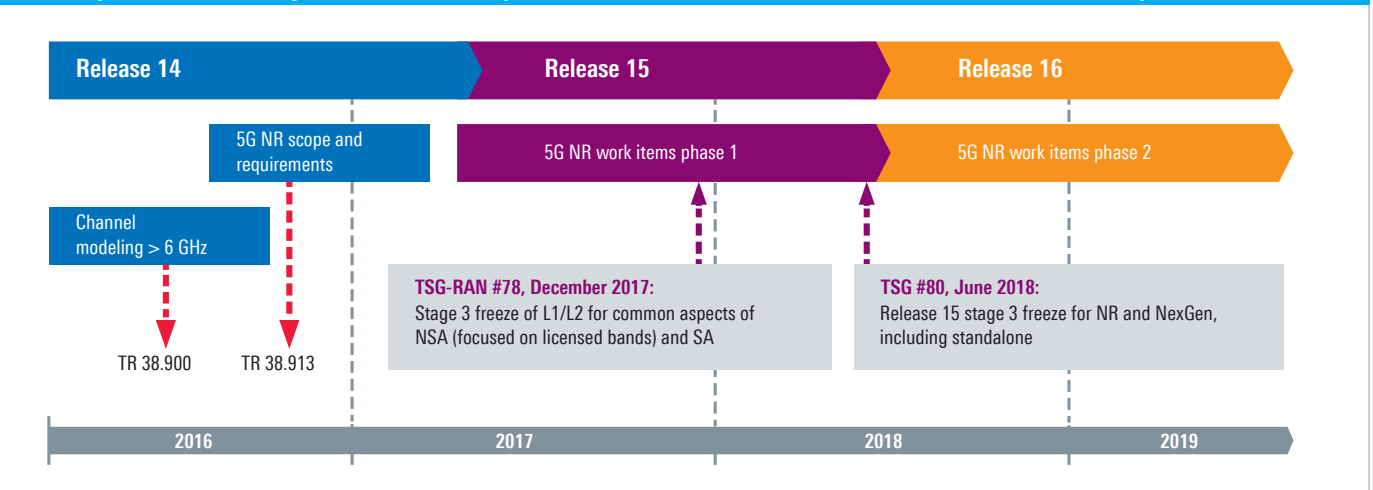 Release 14
Release 15
Release 16
5G NR scope and
requirements
5G NR work items phase 1
5G NR work items phase 2
Channel
modeling > 6 GHz
TSG-RAN #78, December 2017:
Stage 3 freeze of L1/L2 for common aspects of
NSA (focused on licensed bands) and SA
TSG #80, June 2018:
Release 15 stage 3 freeze for NR and NexGen,
including standalone
TR 38.900
TR 38.913
2016
2017
2018
2019